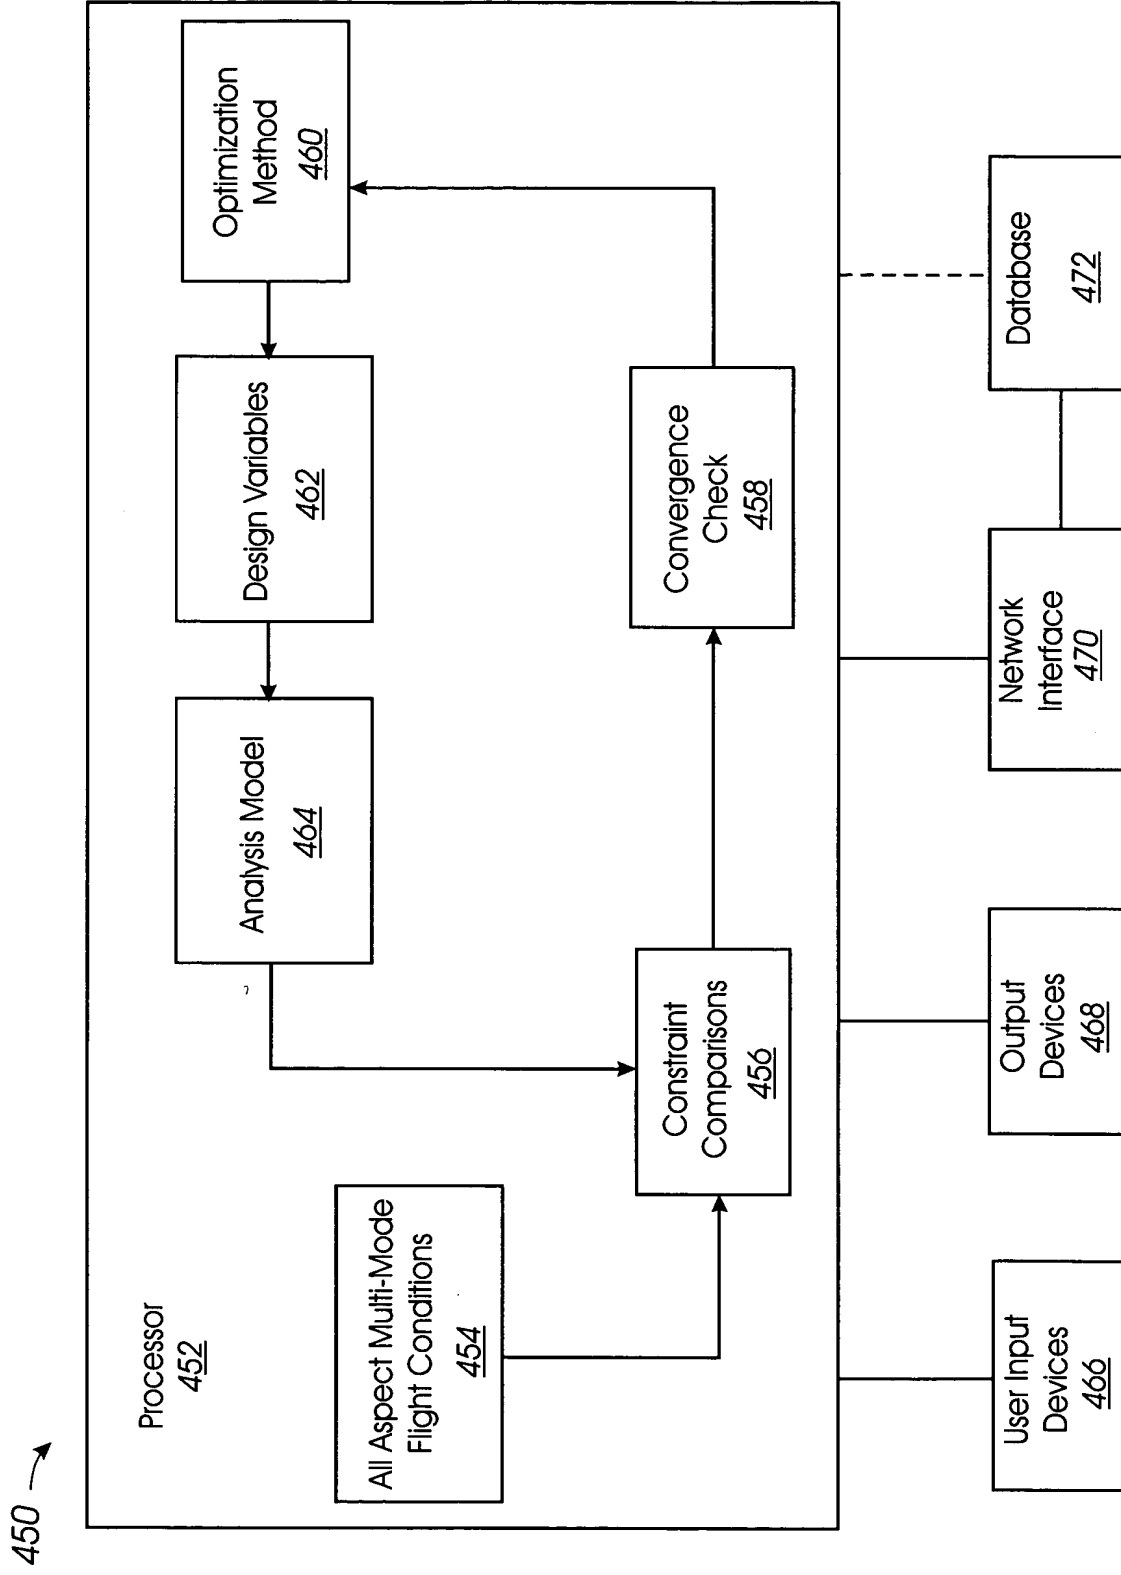 450
Processor
452
All Aspect Multi-Mode
Flight Conditions
454
Analysis Model
464
Design Variables
462
Optimization
Method
460
Constraint
Comparisons
456
Convergence
Check
458
User Input
Devices
466
Output
Devices
468
Network
Interface
470
Database
472